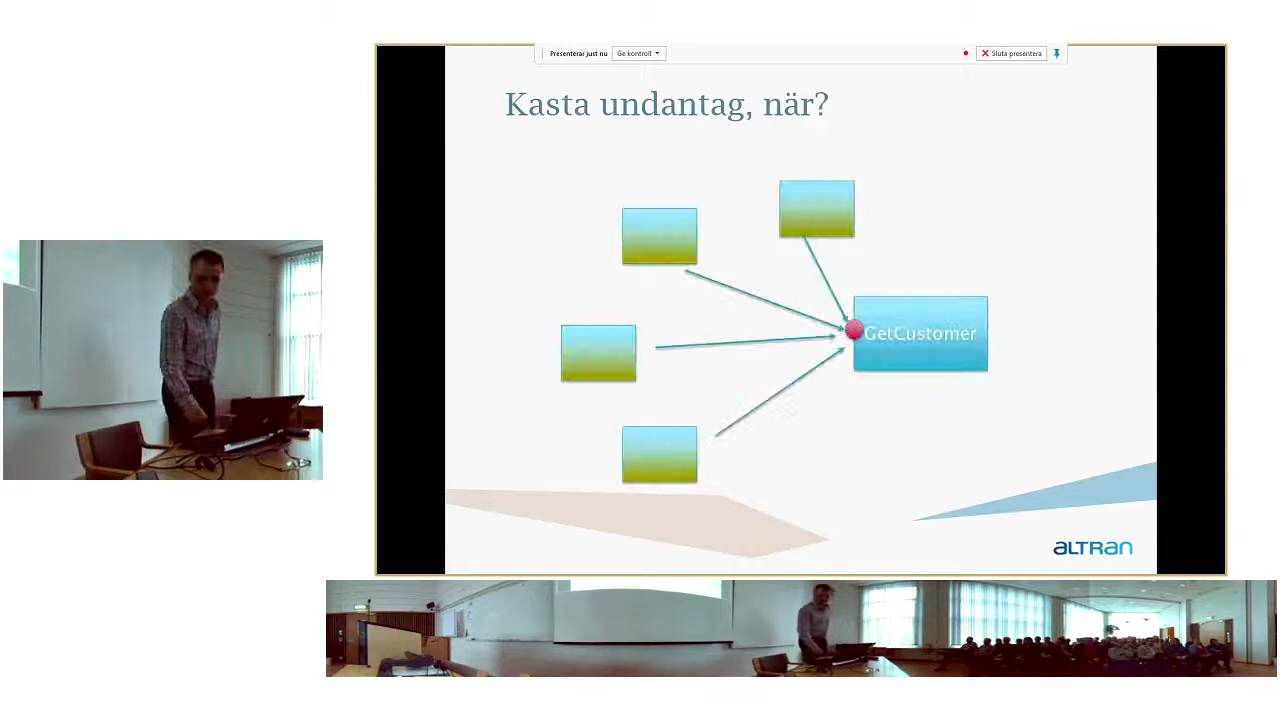 Presenterar just nu
Ge kontroll
Sluta presentera
Kasta undantag, när?
GetCustomer
ALTRAN